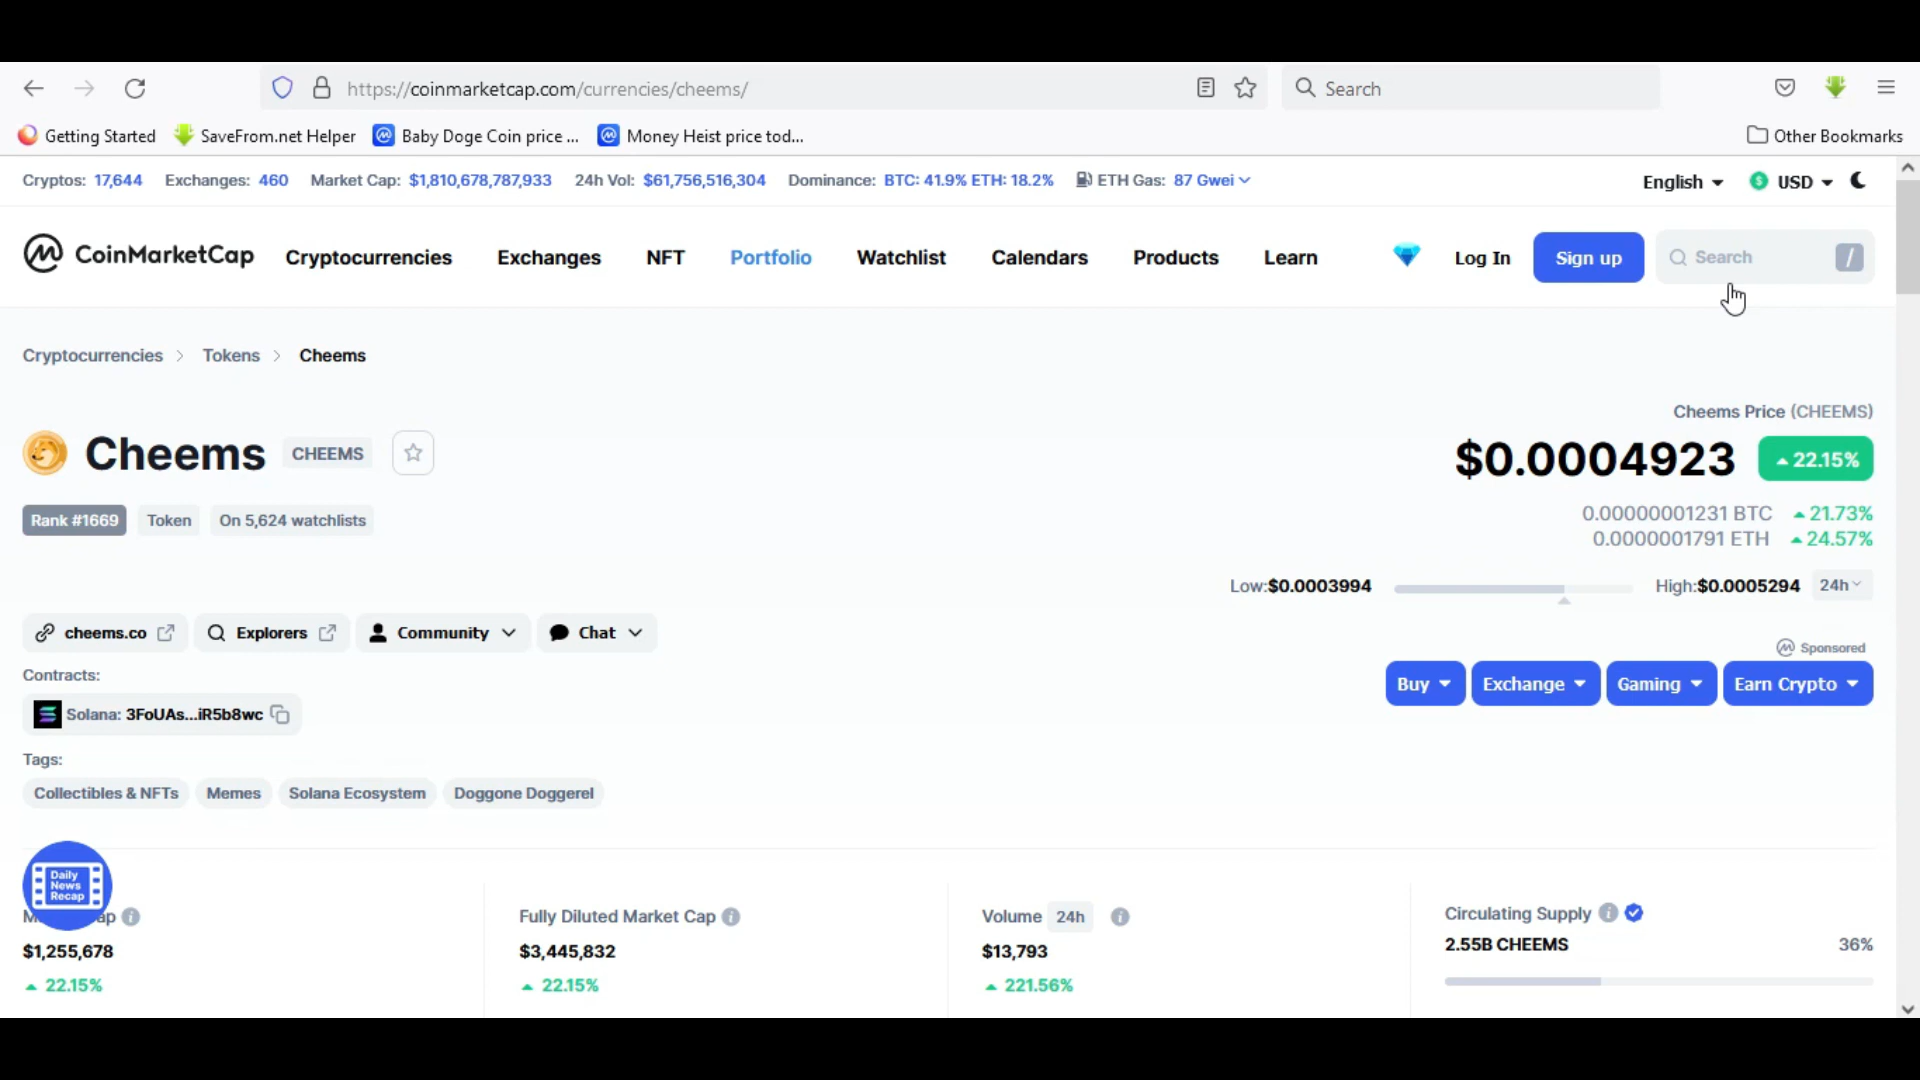 https://coinmarketcap.com/currencies/cheems/
Search
Getting Started
SaveFrom.net Helper
Baby Doge Coin price ...
Money Heist price tod...
Other Bookmarks
Cryptos: 17,644 Exchanges: 460 Market Cap: $1,810,678,787,933 24h Vol: $61,756,516,304 Dominance: BTC: 41.9% ETH: 18.2% ETH Gas: 87 Gwei
English USD
CoinMarketCap
Cryptocurrencies Exchanges NFT Portfolio Watchlist Calendars Products Learn
Log In Sign up Search /
Cryptocurrencies > Tokens > Cheems
Cheems CHEEMS
Rank #1669 Token On 5,624 watchlists
Cheems Price (CHEEMS)
$0.0004923 22.15%
0.00000001231 BTC 21.73%
0.0000001791 ETH 24.57%
Low:$0.0003994 High:$0.0005294 24h
cheems.co Explorers Community Chat
Contracts:
Solana: 3FoUAs...iR5b8wc
Tags:
Collectibles & NFTs Memes Solana Ecosystem Doggone Doggerel
Sponsored
Buy Exchange Gaming Earn Crypto
Daily
News
Recap
$1,255,678
22.15%
Fully Diluted Market Cap
$3,445,832
22.15%
Volume 24h
$13,793
221.56%
Circulating Supply
2.55B CHEEMS 36%